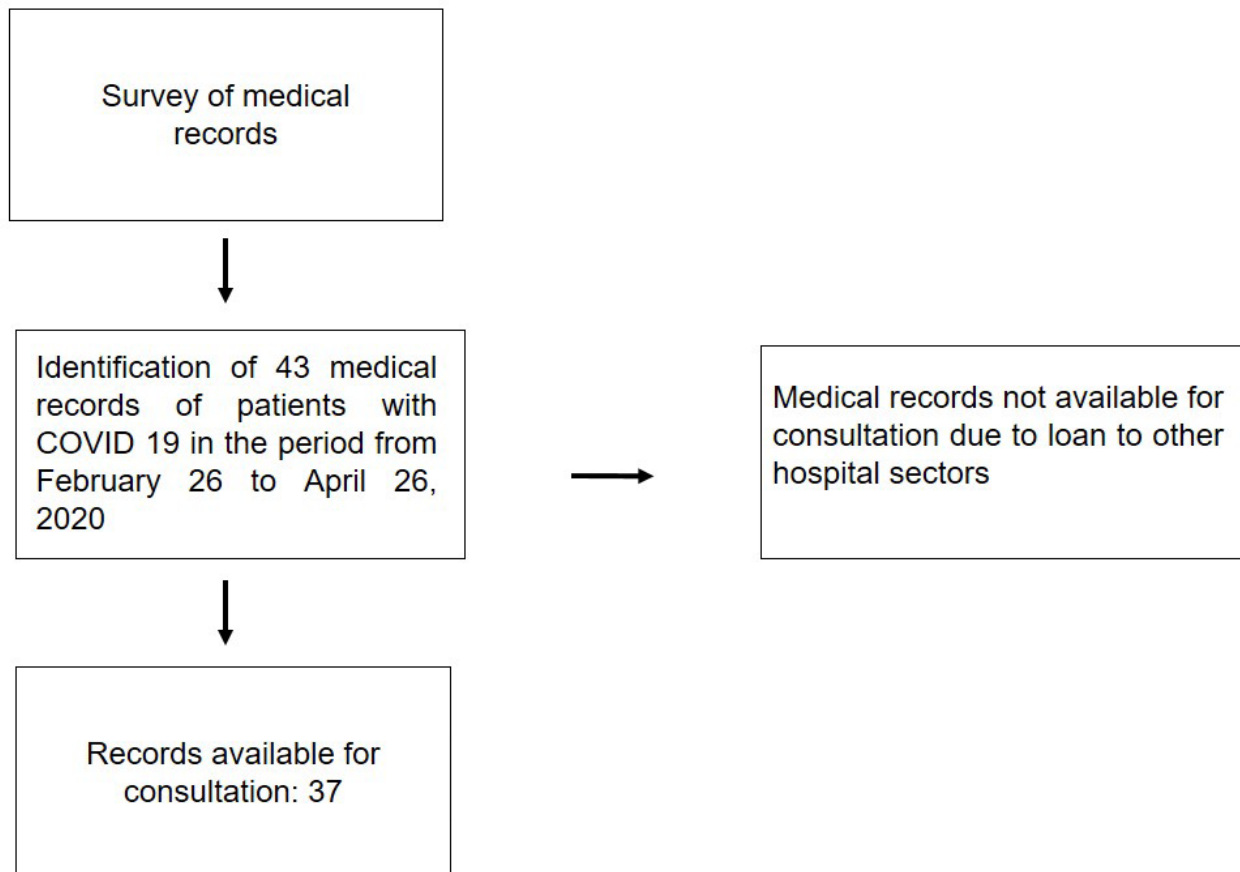 Survey of medical
records
Identification of 43 medical
records of patients with
COVID 19 in the period from
February 26 to April 26,
2020
Medical records not available for
consultation due to loan to other
hospital sectors
Records available for
consultation: 37